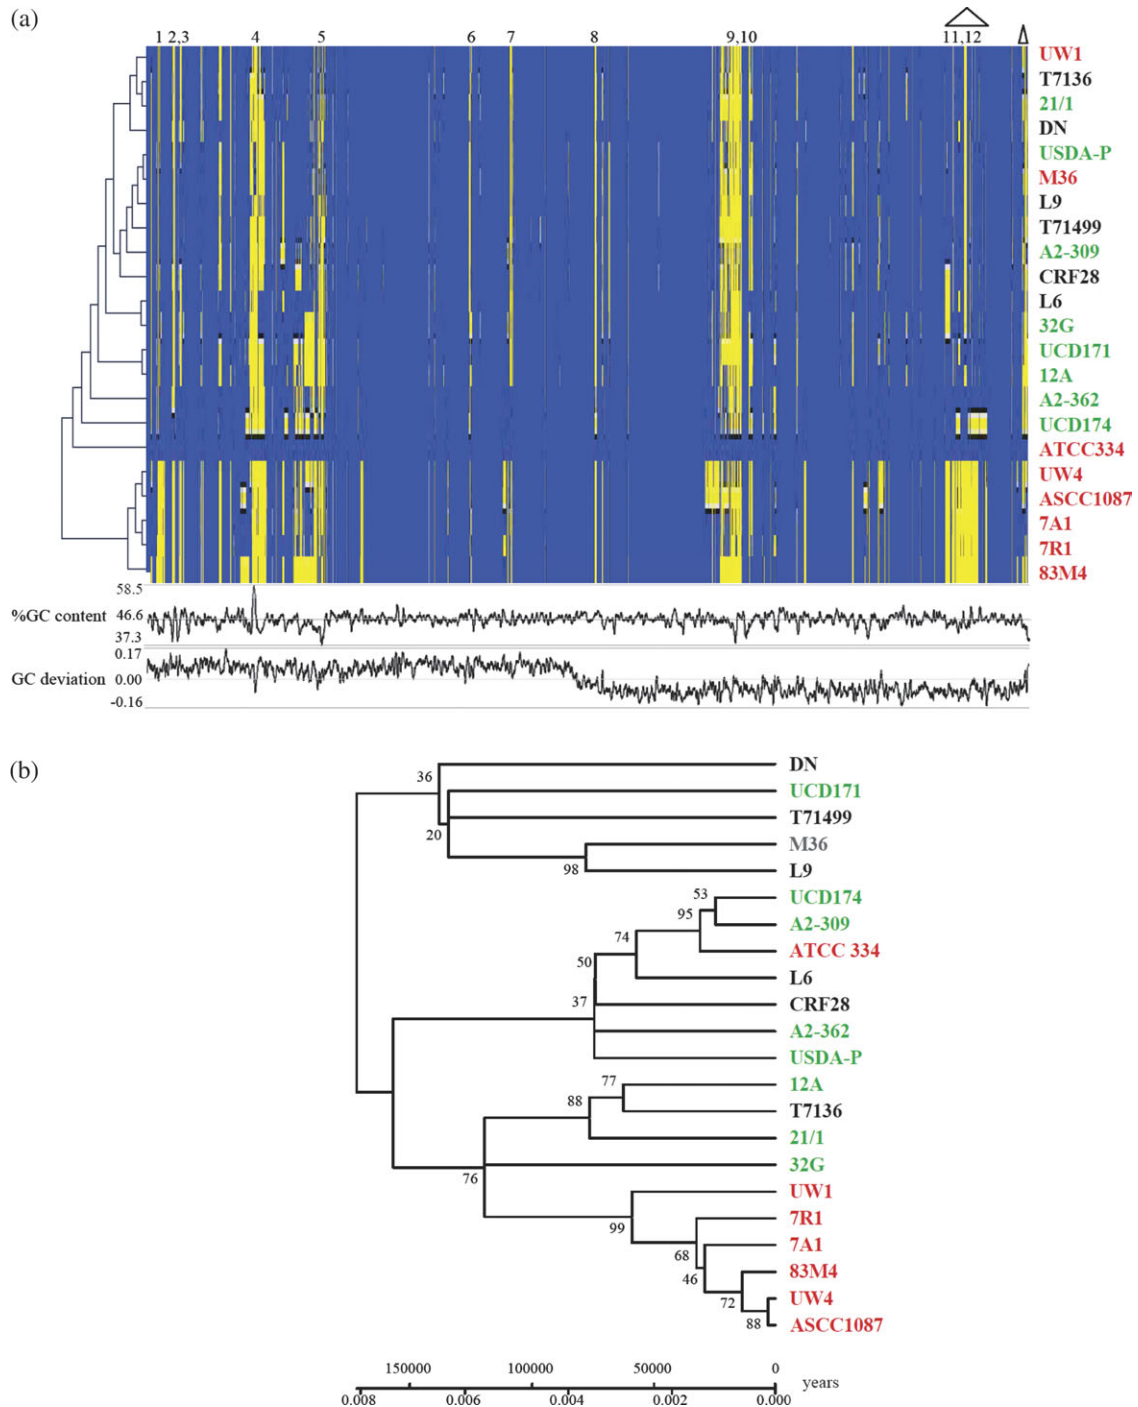 (a)
1 2,3 4 5 6 7 8 9,10 11,12
UW1
T7136
21/1
DN
USDA-P
M36
L9
T71499
A2-309
CRF28
L6
32G
UCD171
12A
A2-362
UCD174
ATCC334
UW4
ASCC1087
7A1
7R1
83M4
58.5
%GC content 46.6
37.3
0.17
GC deviation 0.00
-0.16
(b)
DN
36
UCD171
T71499
20
M36
98
L9
53
UCD174
95
A2-309
74
ATCC 334
50
L6
37
CRF28
A2-362
USDA-P
77
12A
88
T7136
21/1
76
32G
UW1
99
7R1
68
7A1
46
83M4
72
UW4
88
ASCC1087
150000 100000 50000 0 years
0.008 0.006 0.004 0.002 0.000